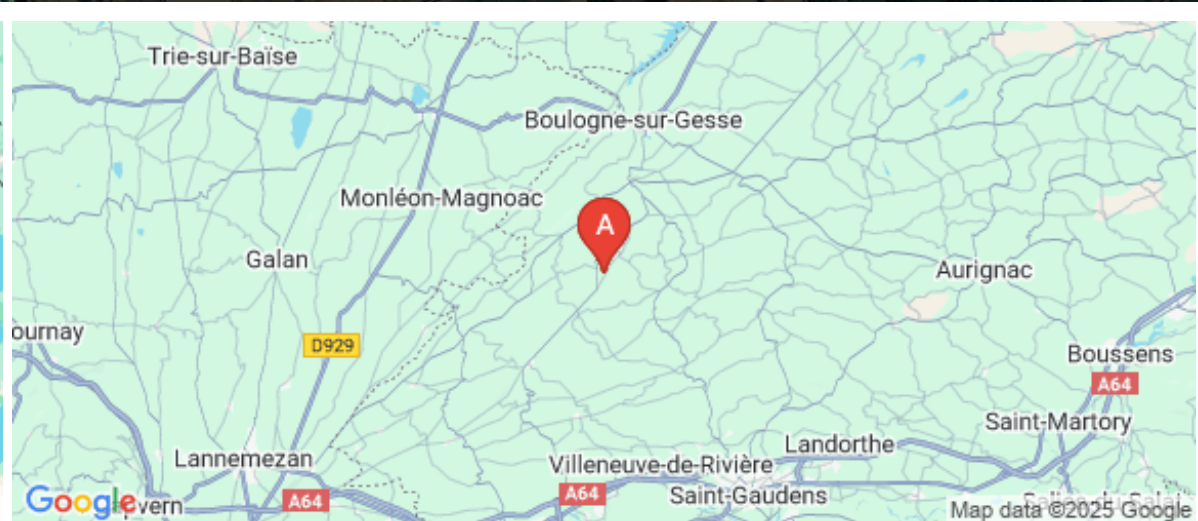 Trie-sur-Baïse
Boulogne-sur-Gesse
Monléon-Magnoac
A
Galan
Aurignac
ournay
D929
Boussens
A64
Saint-Martory
Landorthe
Lannemezan
Villeneuve-de-Rivière
A64
A64
Saint-Gaudens
Google
vern
Map data ©2025 Google